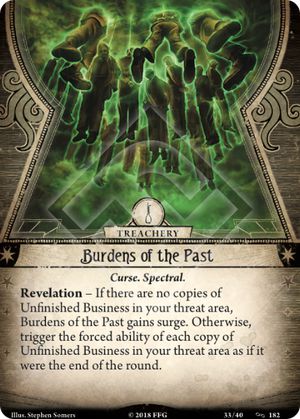 TREACHERY
Burdens of the Past
Curse. Spectral.
Revelation – If there are no copies of
Unfinished Business in your threat area,
Burdens of the Past gains surge. Otherwise,
trigger the forced ability of each copy of
Unfinished Business in your threat area as if it
were the end of the round.
Illus. Stephen Somers © 2018 FFG 33/40 182